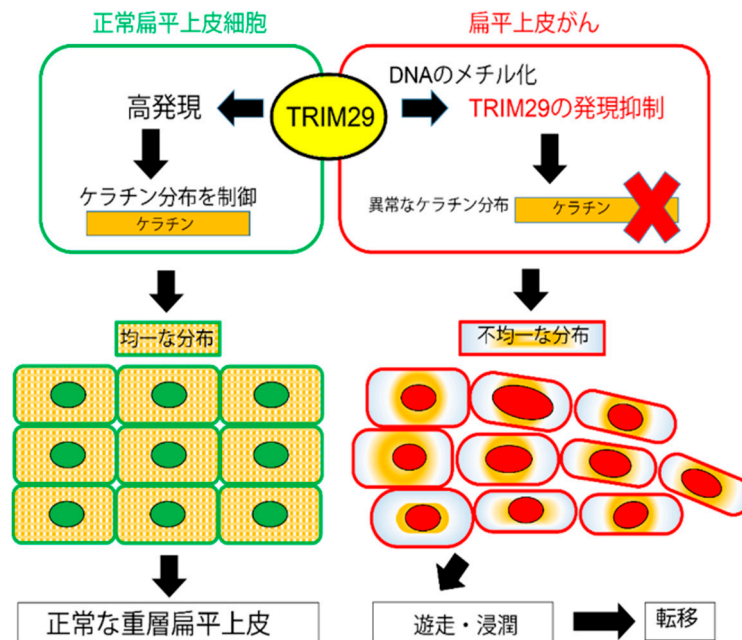 正常扁平上皮細胞
扁平上皮がん
TRIM29
高発現
ケラチン分布を制御
ケラチン
DNAのメチル化
TRIM29の発現抑制
異常なケラチン分布
ケラチン
均一な分布
不均一な分布
正常な重層扁平上皮
遊走・浸潤
転移